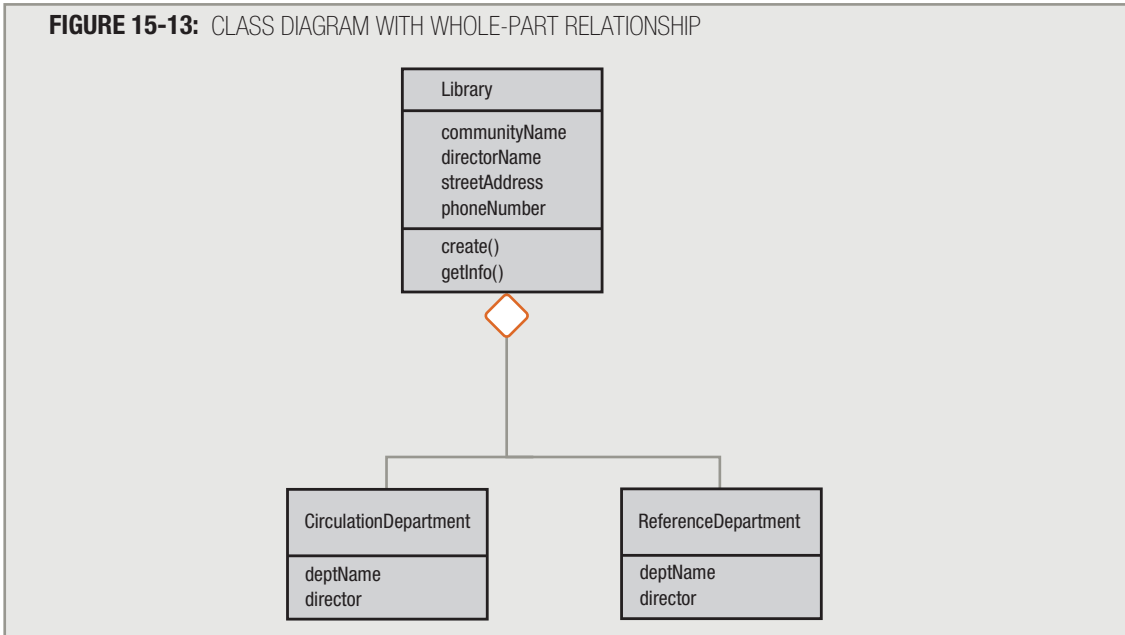 FIGURE 15-13: CLASS DIAGRAM WITH WHOLE-PART RELATIONSHIP
Library
communityName
directorName
streetAddress
phoneNumber
create()
getInfo()
CirculationDepartment
deptName
director
ReferenceDepartment
deptName
director